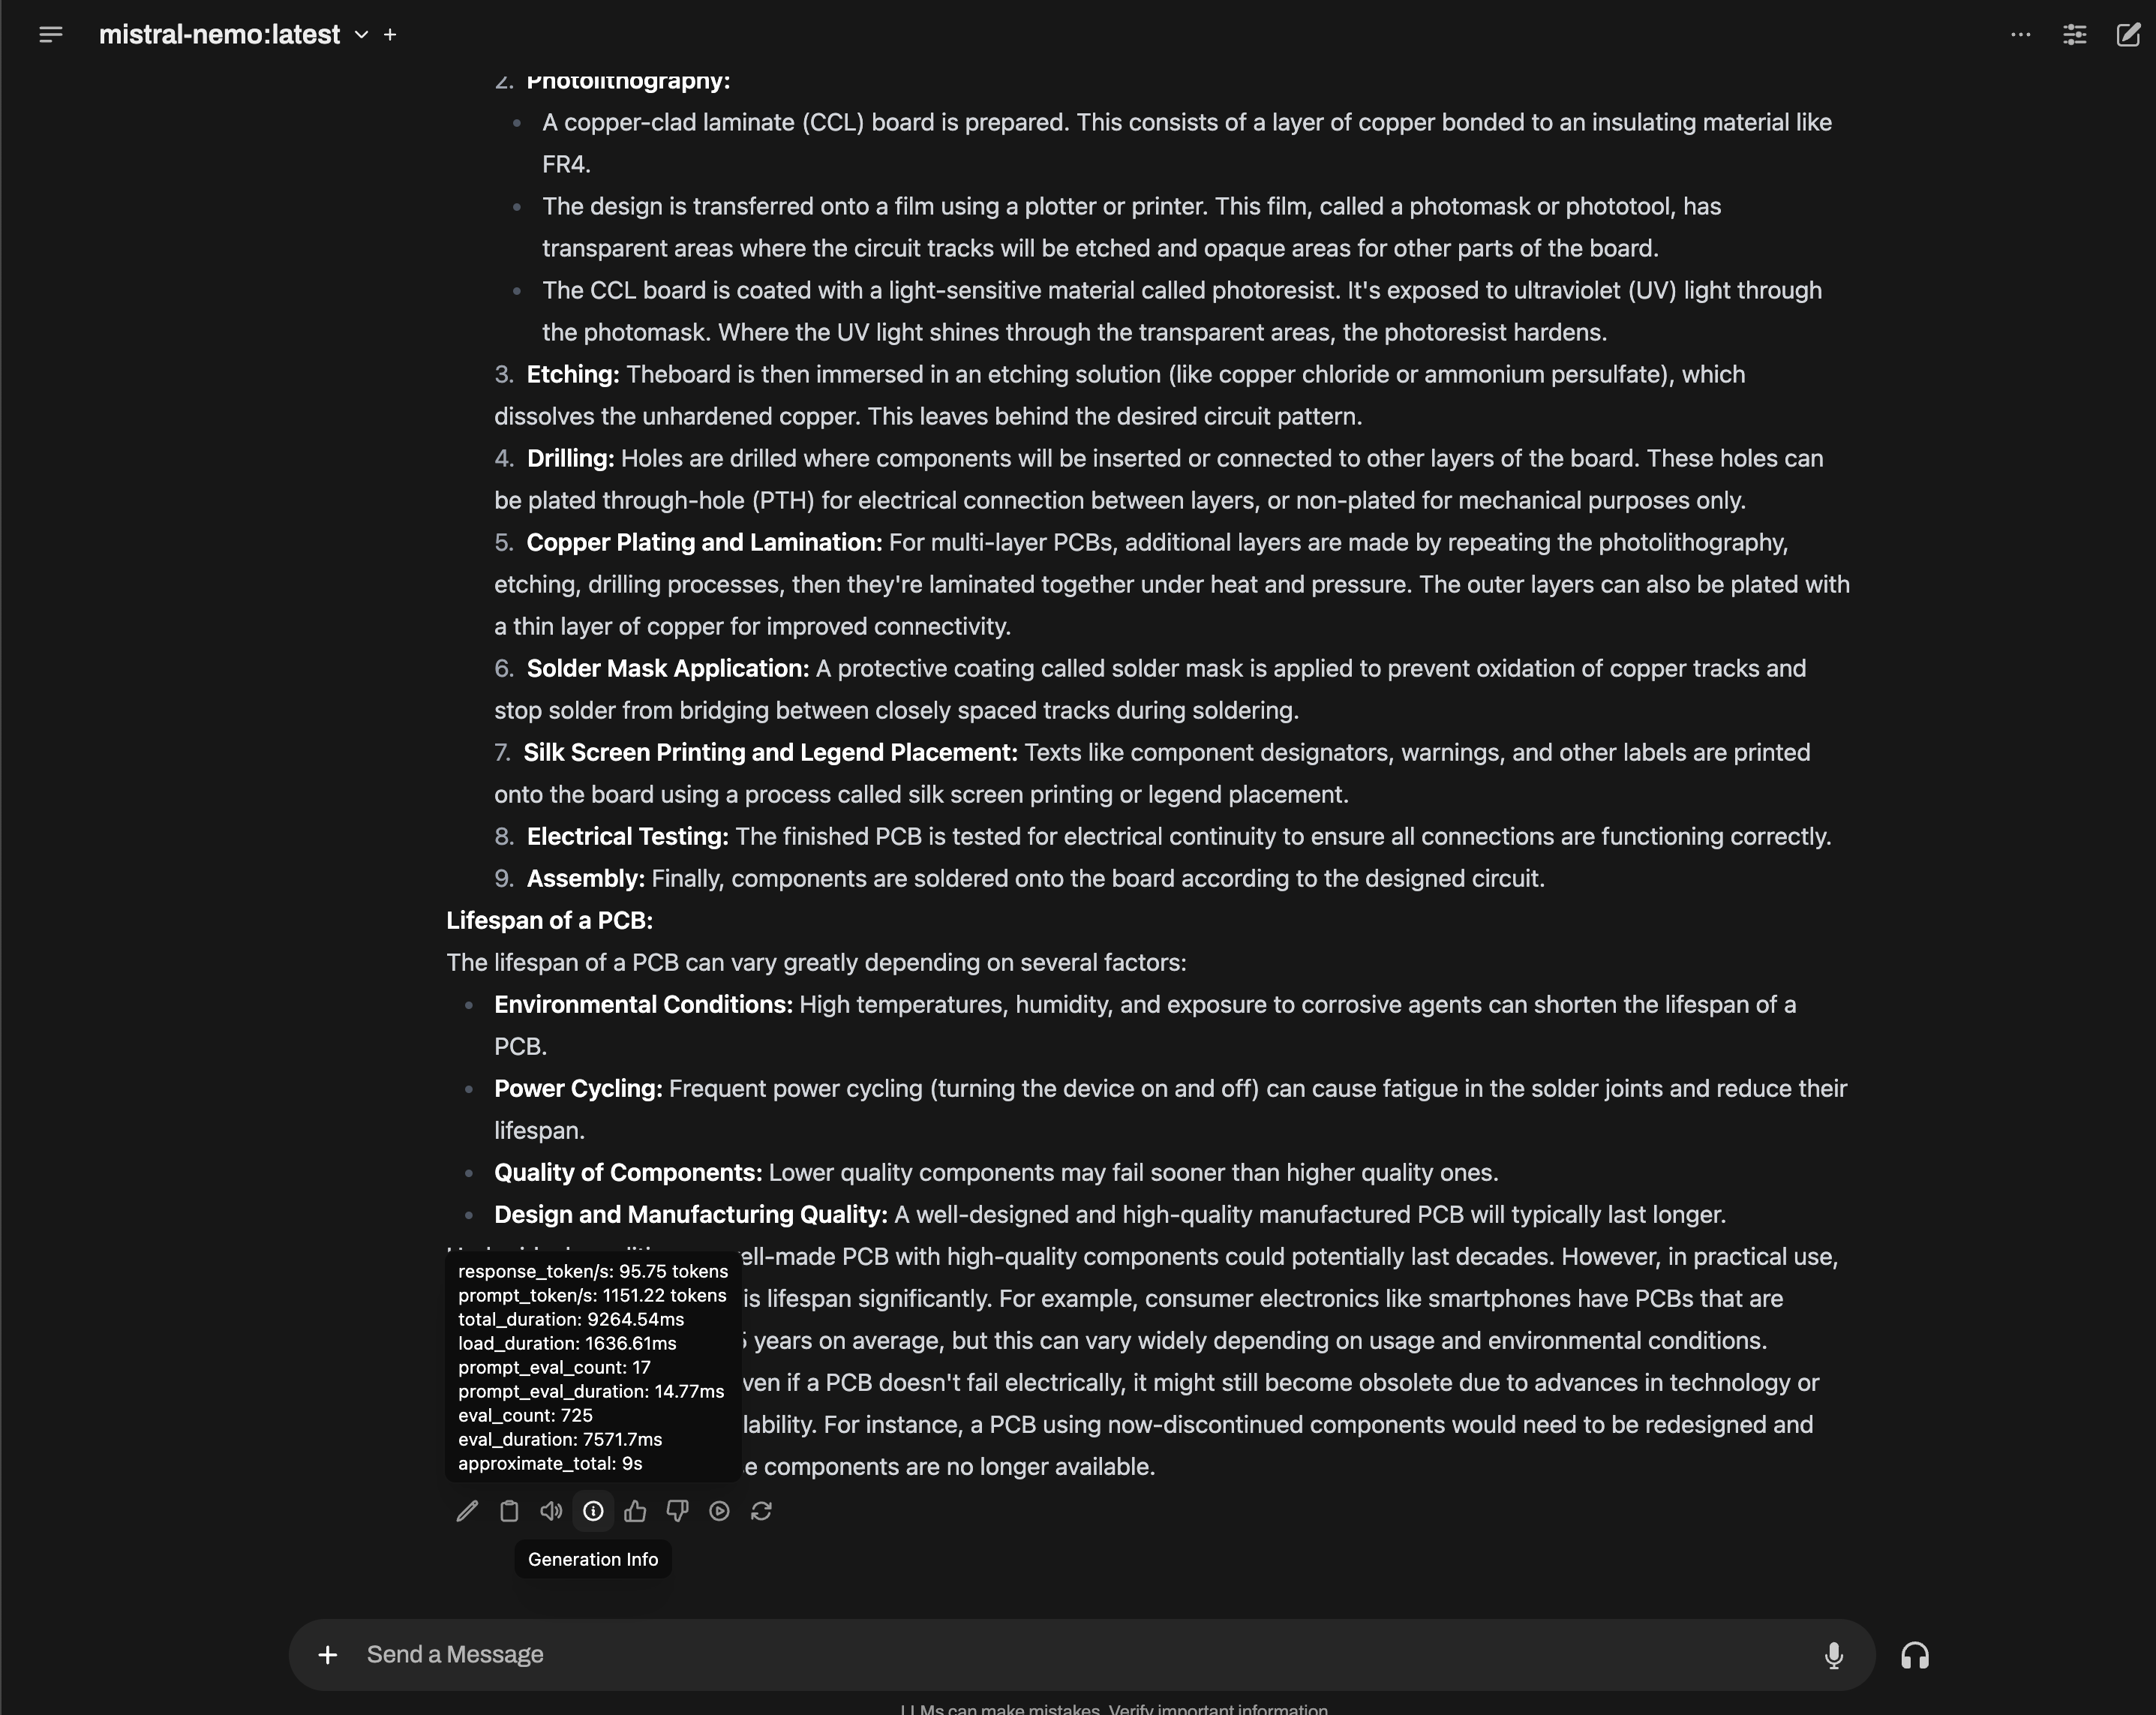 mistral-nemo:latest
2. Photolithography:
A copper-clad laminate (CCL) board is prepared. This consists of a layer of copper bonded to an insulating material like
FR4.
The design is transferred onto a film using a plotter or printer. This film, called a photomask or phototool, has
transparent areas where the circuit tracks will be etched and opaque areas for other parts of the board.
The CCL board is coated with a light-sensitive material called photoresist. It's exposed to ultraviolet (UV) light through
the photomask. Where the UV light shines through the transparent areas, the photoresist hardens.
3. Etching: Theboard is then immersed in an etching solution (like copper chloride or ammonium persulfate), which
dissolves the unhardened copper. This leaves behind the desired circuit pattern.
4. Drilling: Holes are drilled where components will be inserted or connected to other layers of the board. These holes can
be plated through-hole (PTH) for electrical connection between layers, or non-plated for mechanical purposes only.
5. Copper Plating and Lamination: For multi-layer PCBs, additional layers are made by repeating the photolithography,
etching, drilling processes, then they're laminated together under heat and pressure. The outer layers can also be plated with
a thin layer of copper for improved connectivity.
6. Solder Mask Application: A protective coating called solder mask is applied to prevent oxidation of copper tracks and
stop solder from bridging between closely spaced tracks during soldering.
7. Silk Screen Printing and Legend Placement: Texts like component designators, warnings, and other labels are printed
onto the board using a process called silk screen printing or legend placement.
8. Electrical Testing: The finished PCB is tested for electrical continuity to ensure all connections are functioning correctly.
9. Assembly: Finally, components are soldered onto the board according to the designed circuit.
Lifespan of a PCB:
The lifespan of a PCB can vary greatly depending on several factors:
Environmental Conditions: High temperatures, humidity, and exposure to corrosive agents can shorten the lifespan of a
PCB.
Power Cycling: Frequent power cycling (turning the device on and off) can cause fatigue in the solder joints and reduce their
lifespan.
Quality of Components: Lower quality components may fail sooner than higher quality ones.
Design and Manufacturing Quality: A well-designed and high-quality manufactured PCB will typically last longer.
PCB with high-quality components could potentially last decades. However, in practical use,
is lifespan significantly. For example, consumer electronics like smartphones have PCBs that are
years on average, but this can vary widely depending on usage and environmental conditions.
if a PCB doesn't fail electrically, it might still become obsolete due to advances in technology or
For instance, a PCB using now-discontinued components would need to be redesigned and
components are no longer available.
response_token/s: 95.75 tokens
prompt_token/s: 1151.22 tokens
total_duration: 9264.54ms
load_duration: 1636.61ms
prompt_eval_count: 17
prompt_eval_duration: 14.77ms
eval_count: 725
eval_duration: 7571.7ms
approximate_total: 9s
Generation Info
Send a Message
LLMs can make mistakes. Verify important information.